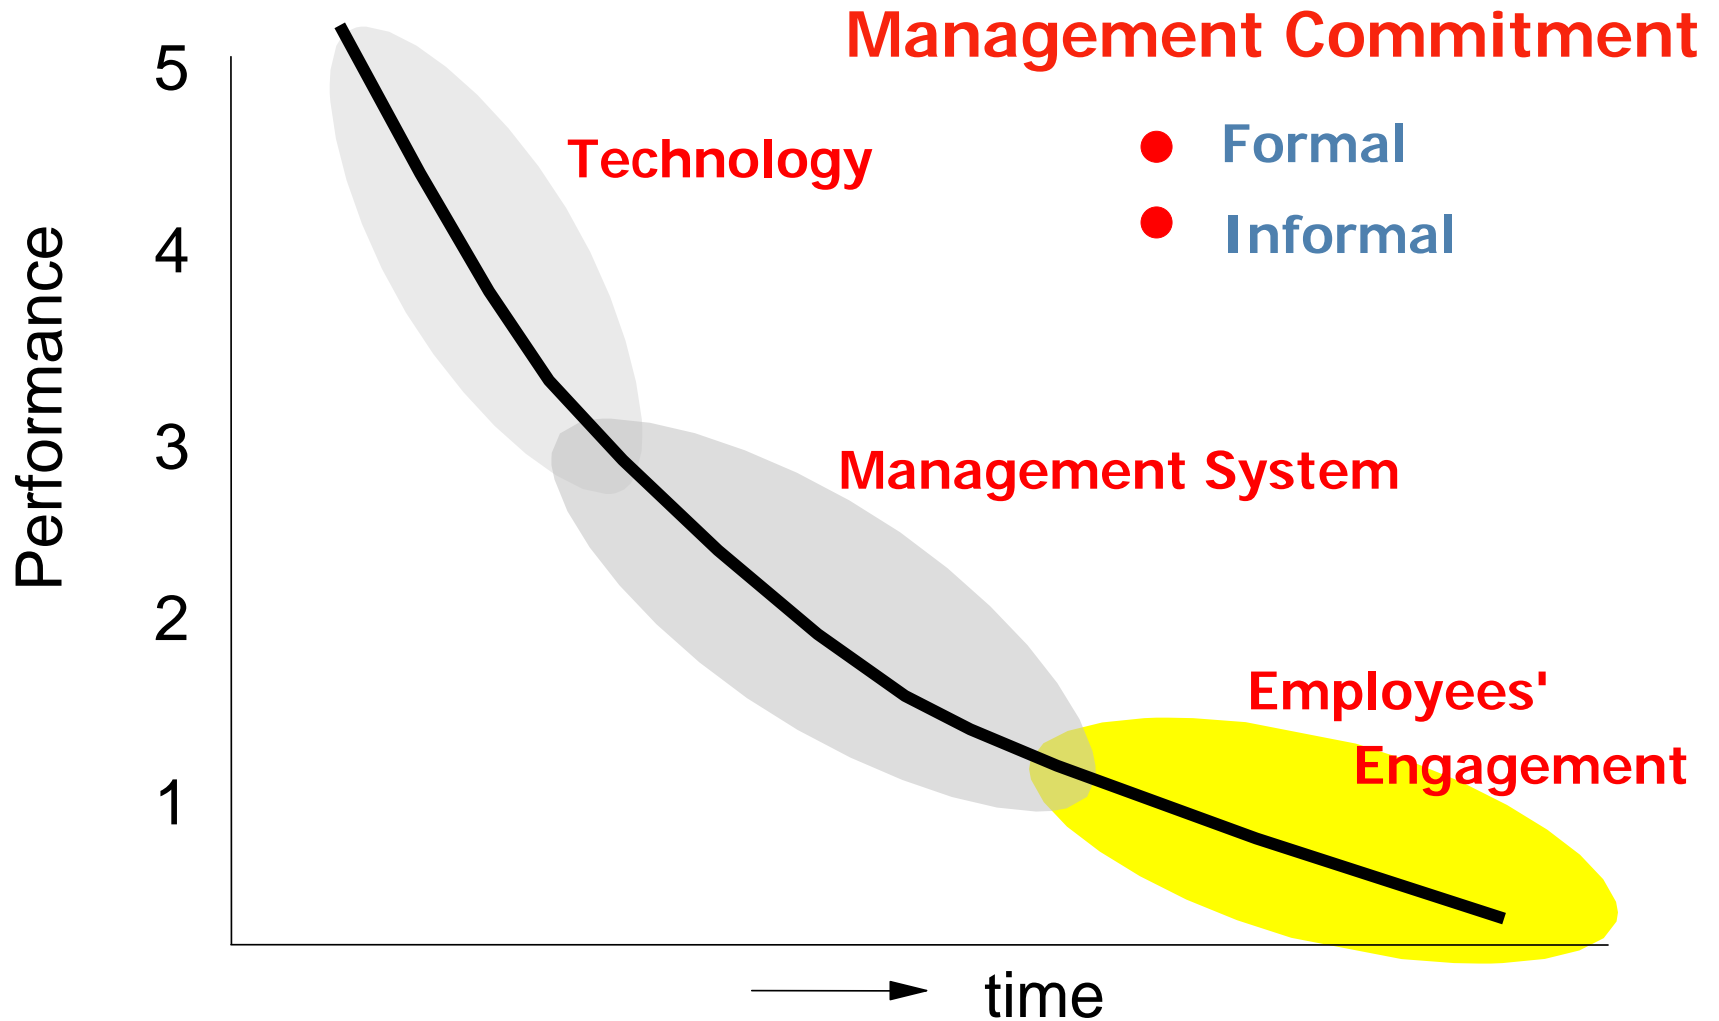 Management Commitment
5
Formal
Technology
Informal
4
Performance
3
Management System
2
Employees'
Engagement
1
time